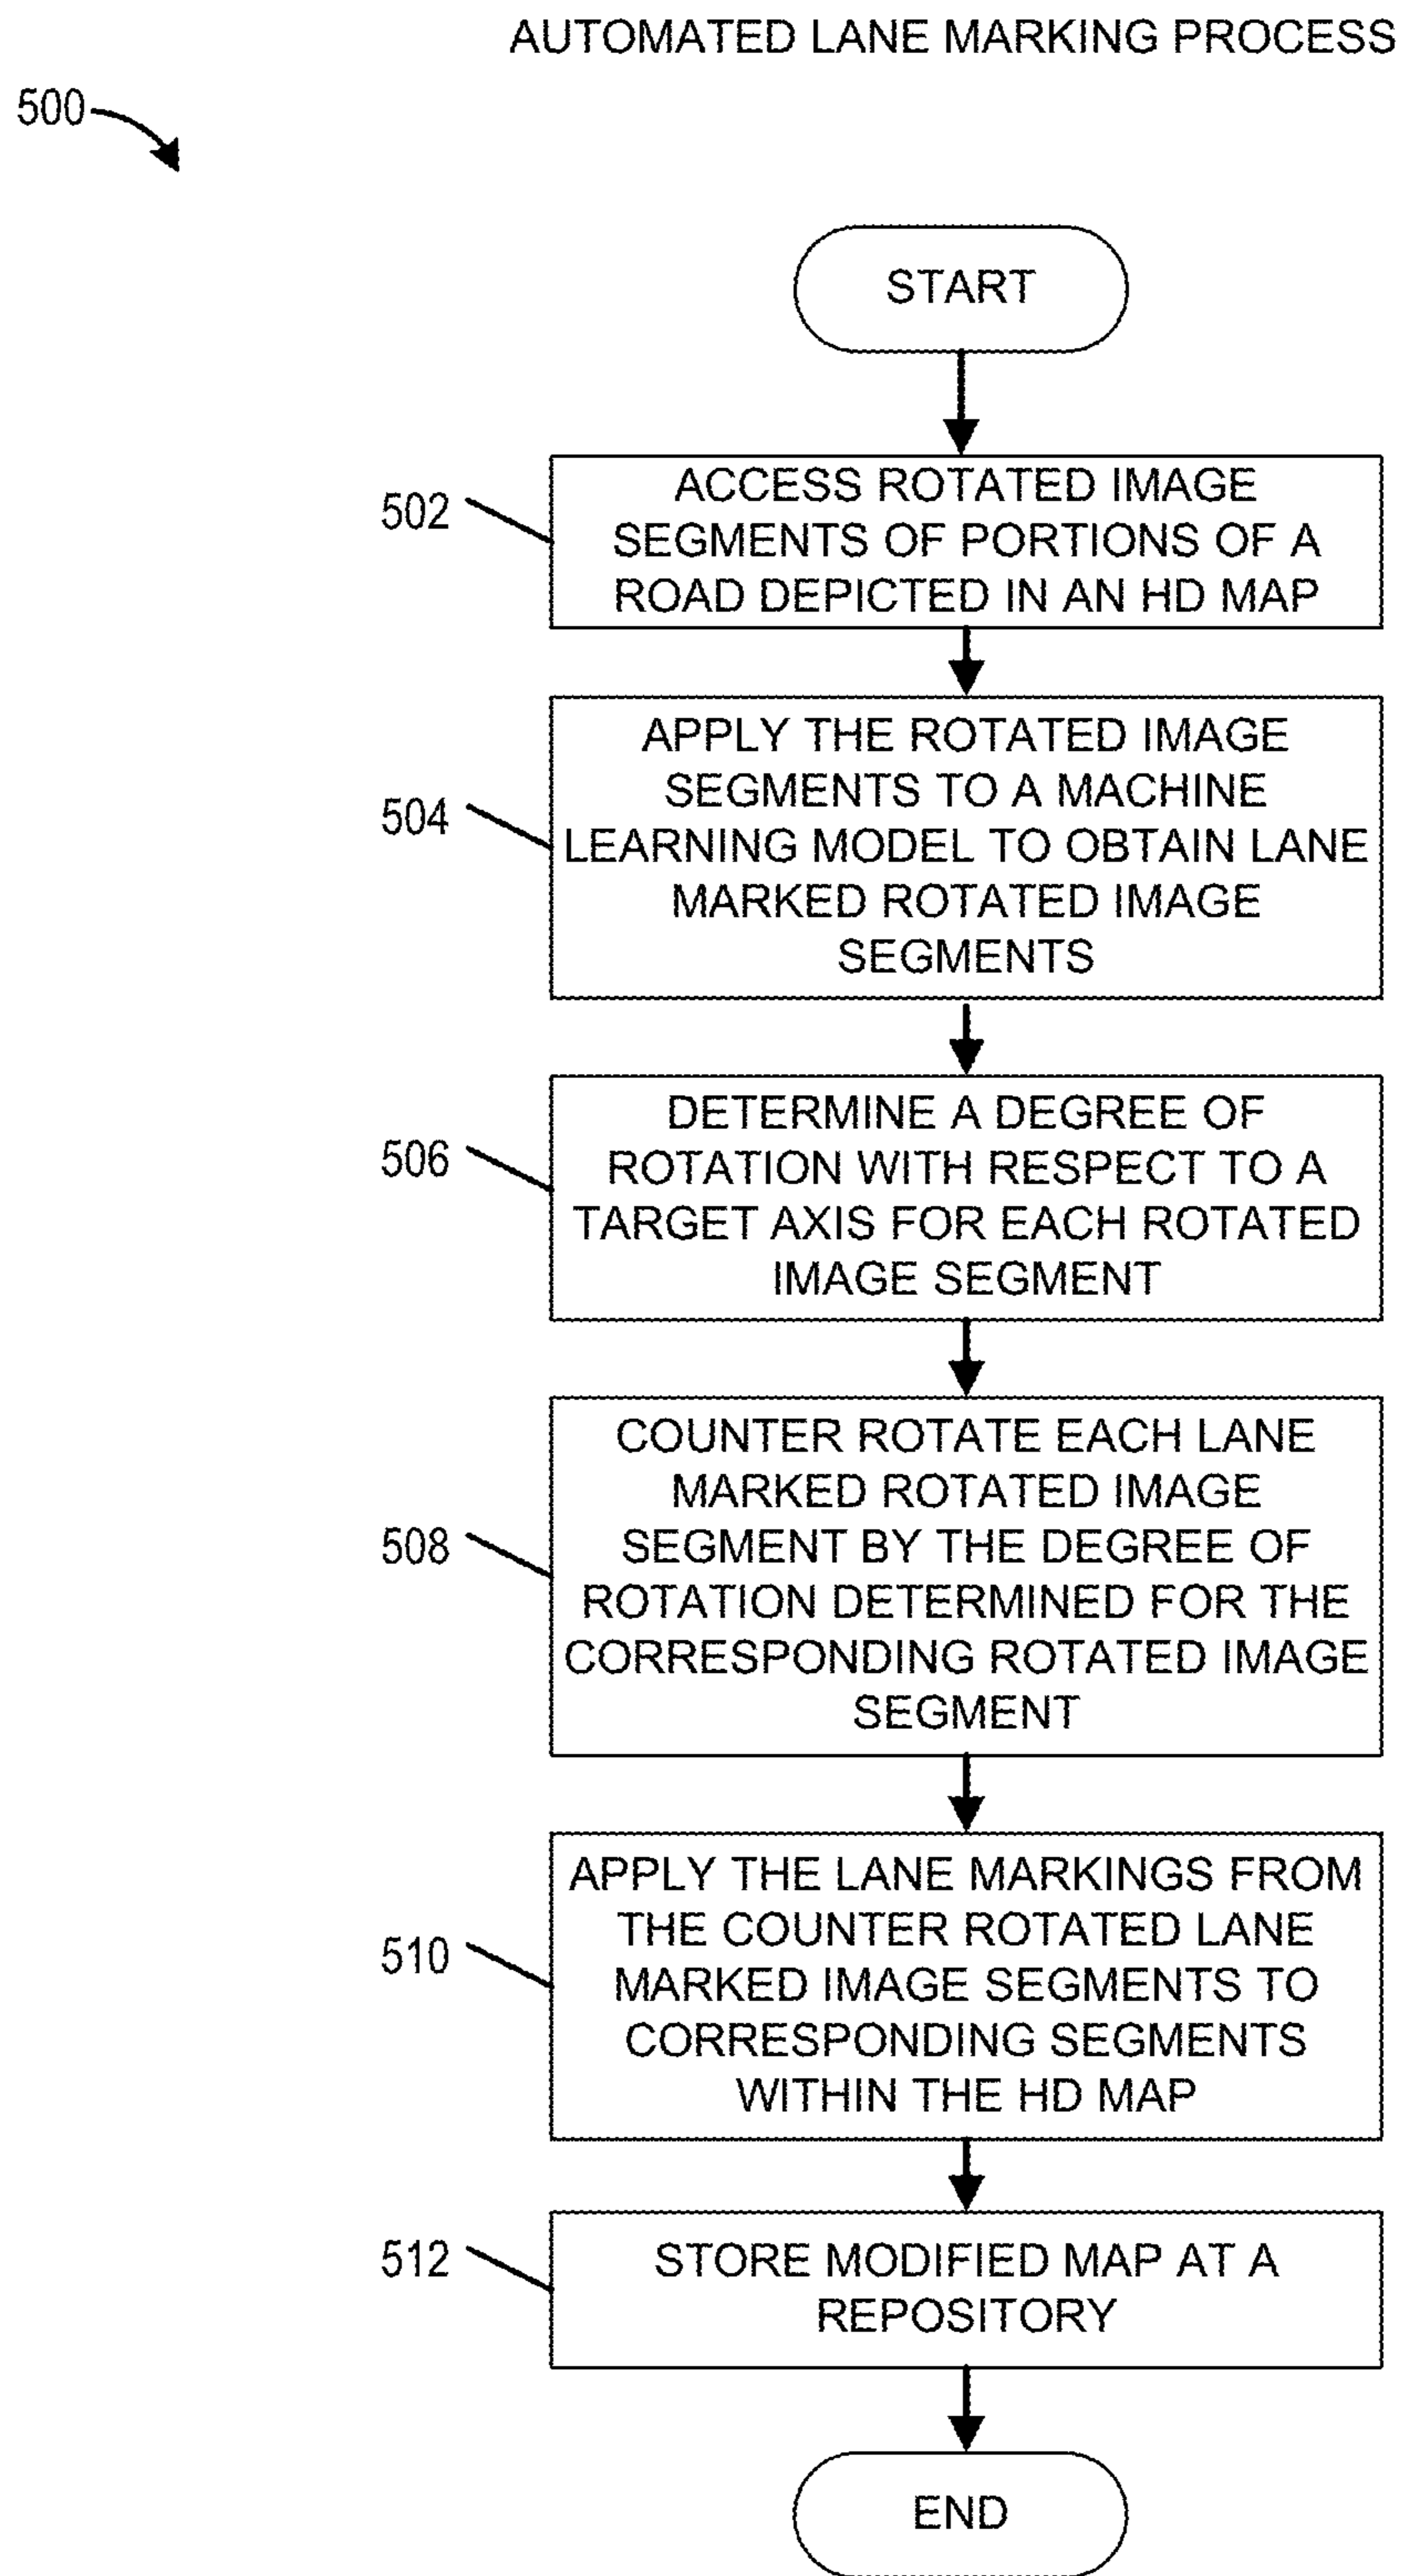 AUTOMATED LANE MARKING PROCESS
500
START
502
ACCESS ROTATED IMAGE
SEGMENTS OF PORTIONS OF A
ROAD DEPICTED IN AN HD MAP
504
APPLY THE ROTATED IMAGE
SEGMENTS TO A MACHINE
LEARNING MODEL TO OBTAIN LANE
MARKED ROTATED IMAGE
SEGMENTS
506
DETERMINE A DEGREE OF
ROTATION WITH RESPECT TO A
TARGET AXIS FOR EACH ROTATED
IMAGE SEGMENT
508
COUNTER ROTATE EACH LANE
MARKED ROTATED IMAGE
SEGMENT BY THE DEGREE OF
ROTATION DETERMINED FOR THE
CORRESPONDING ROTATED IMAGE
SEGMENT
510
APPLY THE LANE MARKINGS FROM
THE COUNTER ROTATED LANE
MARKED IMAGE SEGMENTS TO
CORRESPONDING SEGMENTS
WITHIN THE HD MAP
512
STORE MODIFIED MAP AT A
REPOSITORY
END